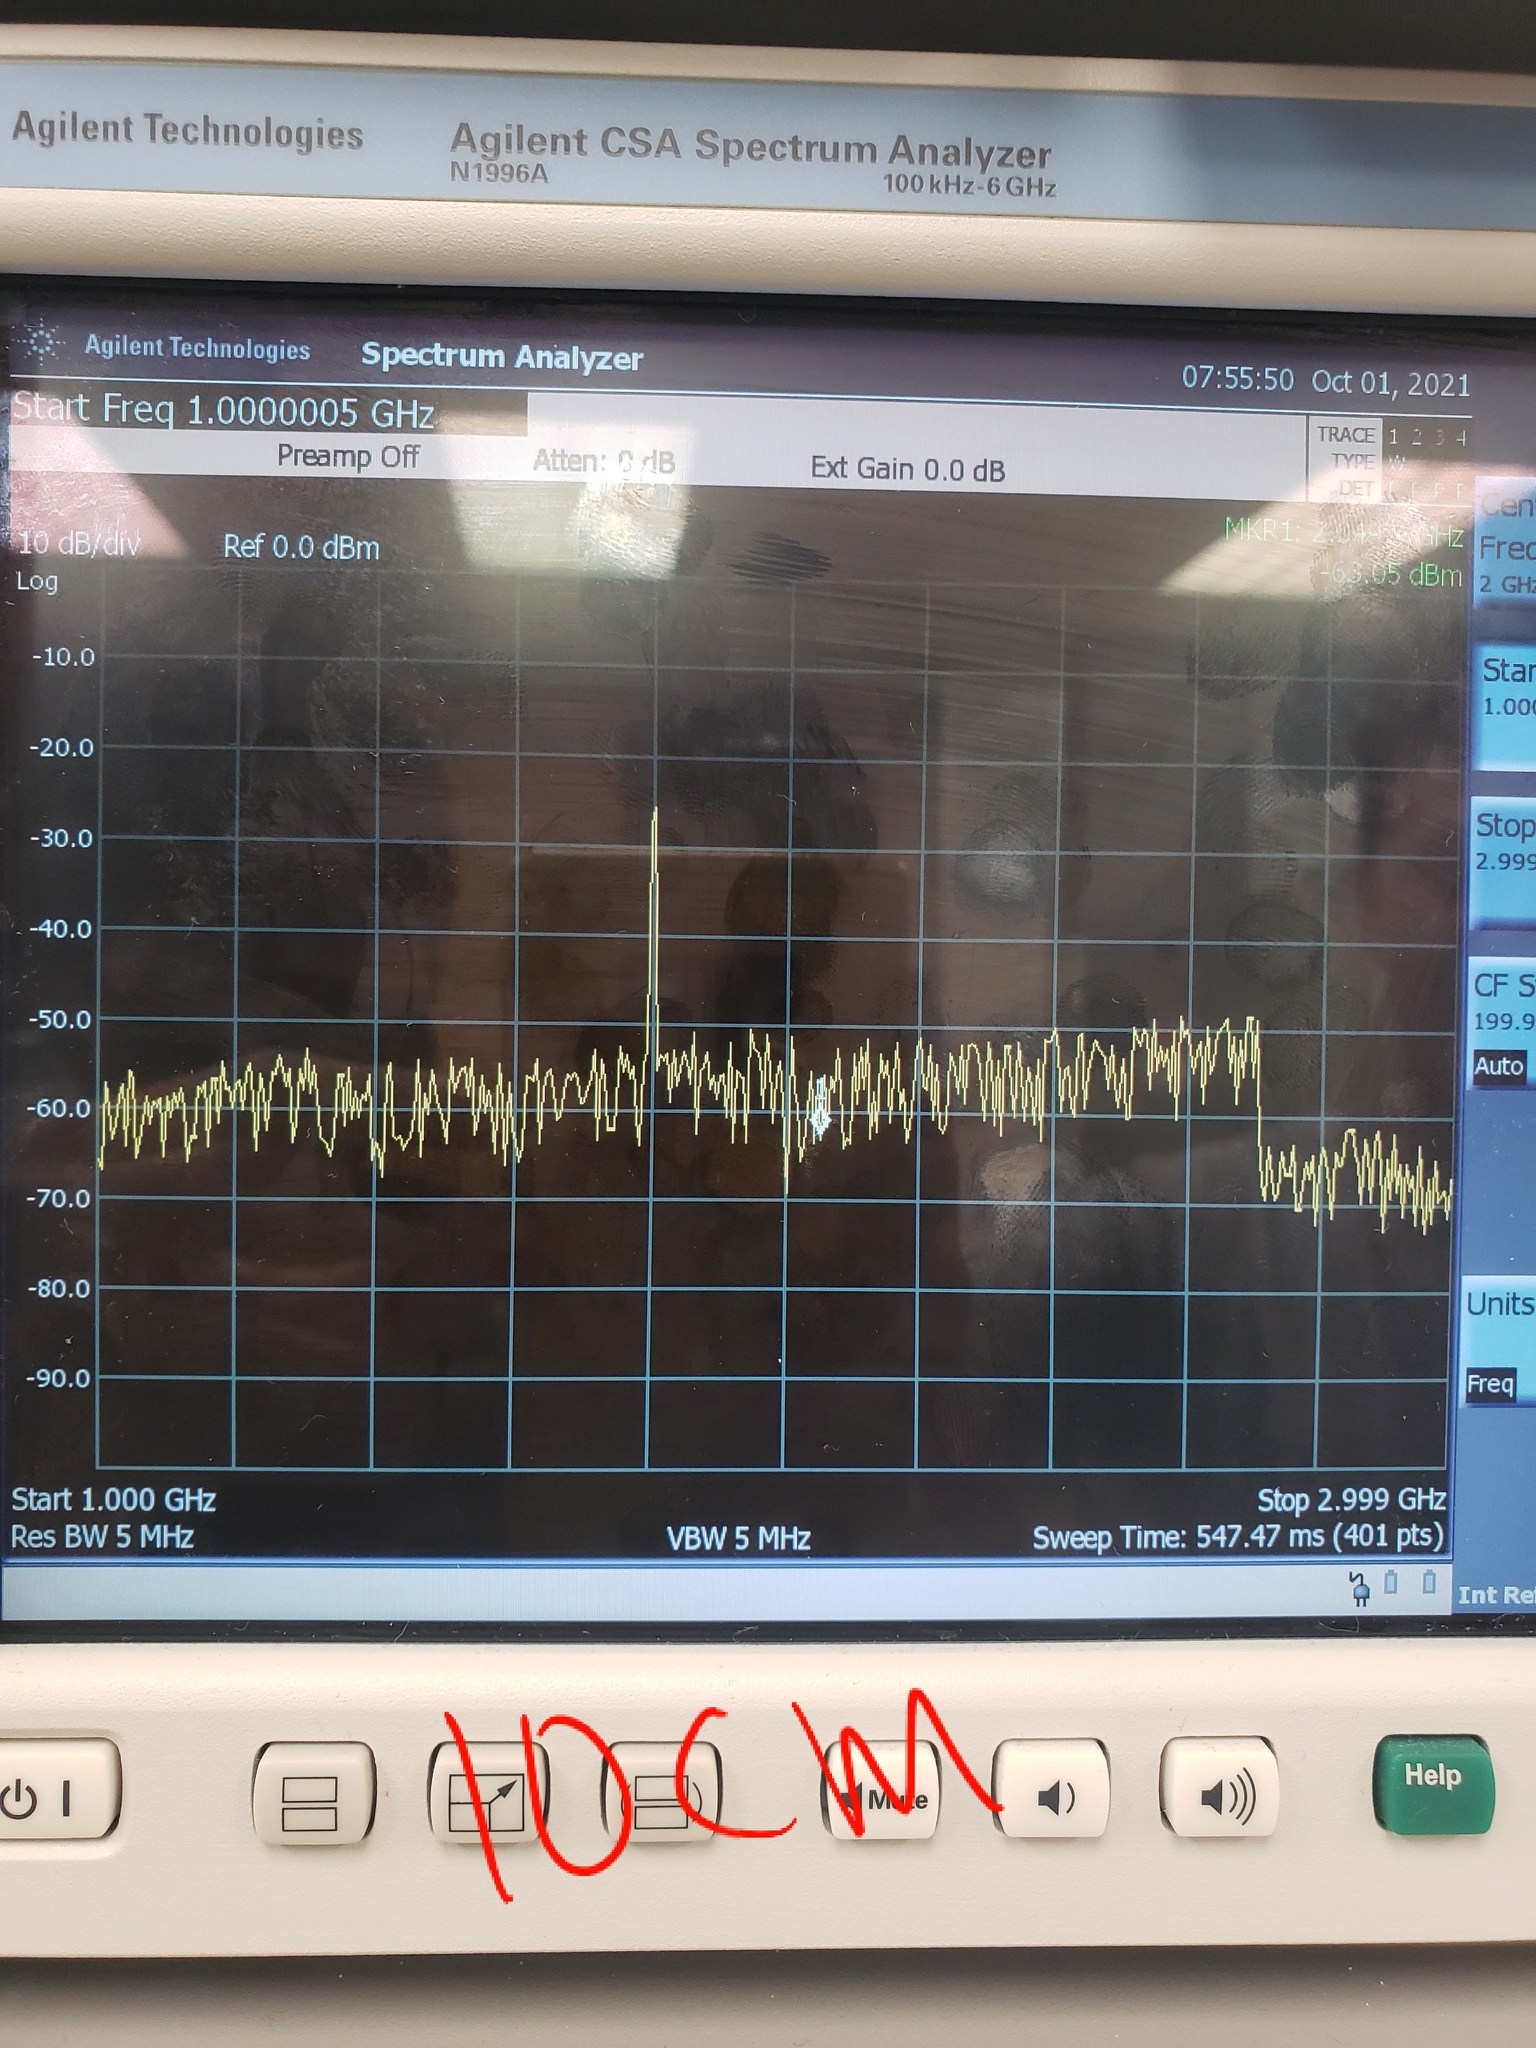 Agilent Technologies
Agilent CSA Spectrum Analyzer
N1996A 100 kHz-6 GHz
Agilent Technologies Spectrum Analyzer
07:55:50 Oct 01, 2021
Start Freq 1.0000005 GHz
TRACE 1 2 3 4
Preamp Off Atten: 0 dB Ext Gain 0.0 dB
TYPE
DET
MKR1: GHz
10 dB/div Ref 0.0 dBm
dBm
Log
-10.0
-20.0
-30.0
-40.0
-50.0
-60.0
-70.0
-80.0
-90.0
Start 1.000 GHz Stop 2.999 GHz
Res BW 5 MHz VBW 5 MHz Sweep Time: 547.47 ms (401 pts)
Cen
Freq
2 GHz
Star
1.000
Stop
2.999
CF S
199.9
Auto
Units
Freq
Int Re
10CM
Mute
Help